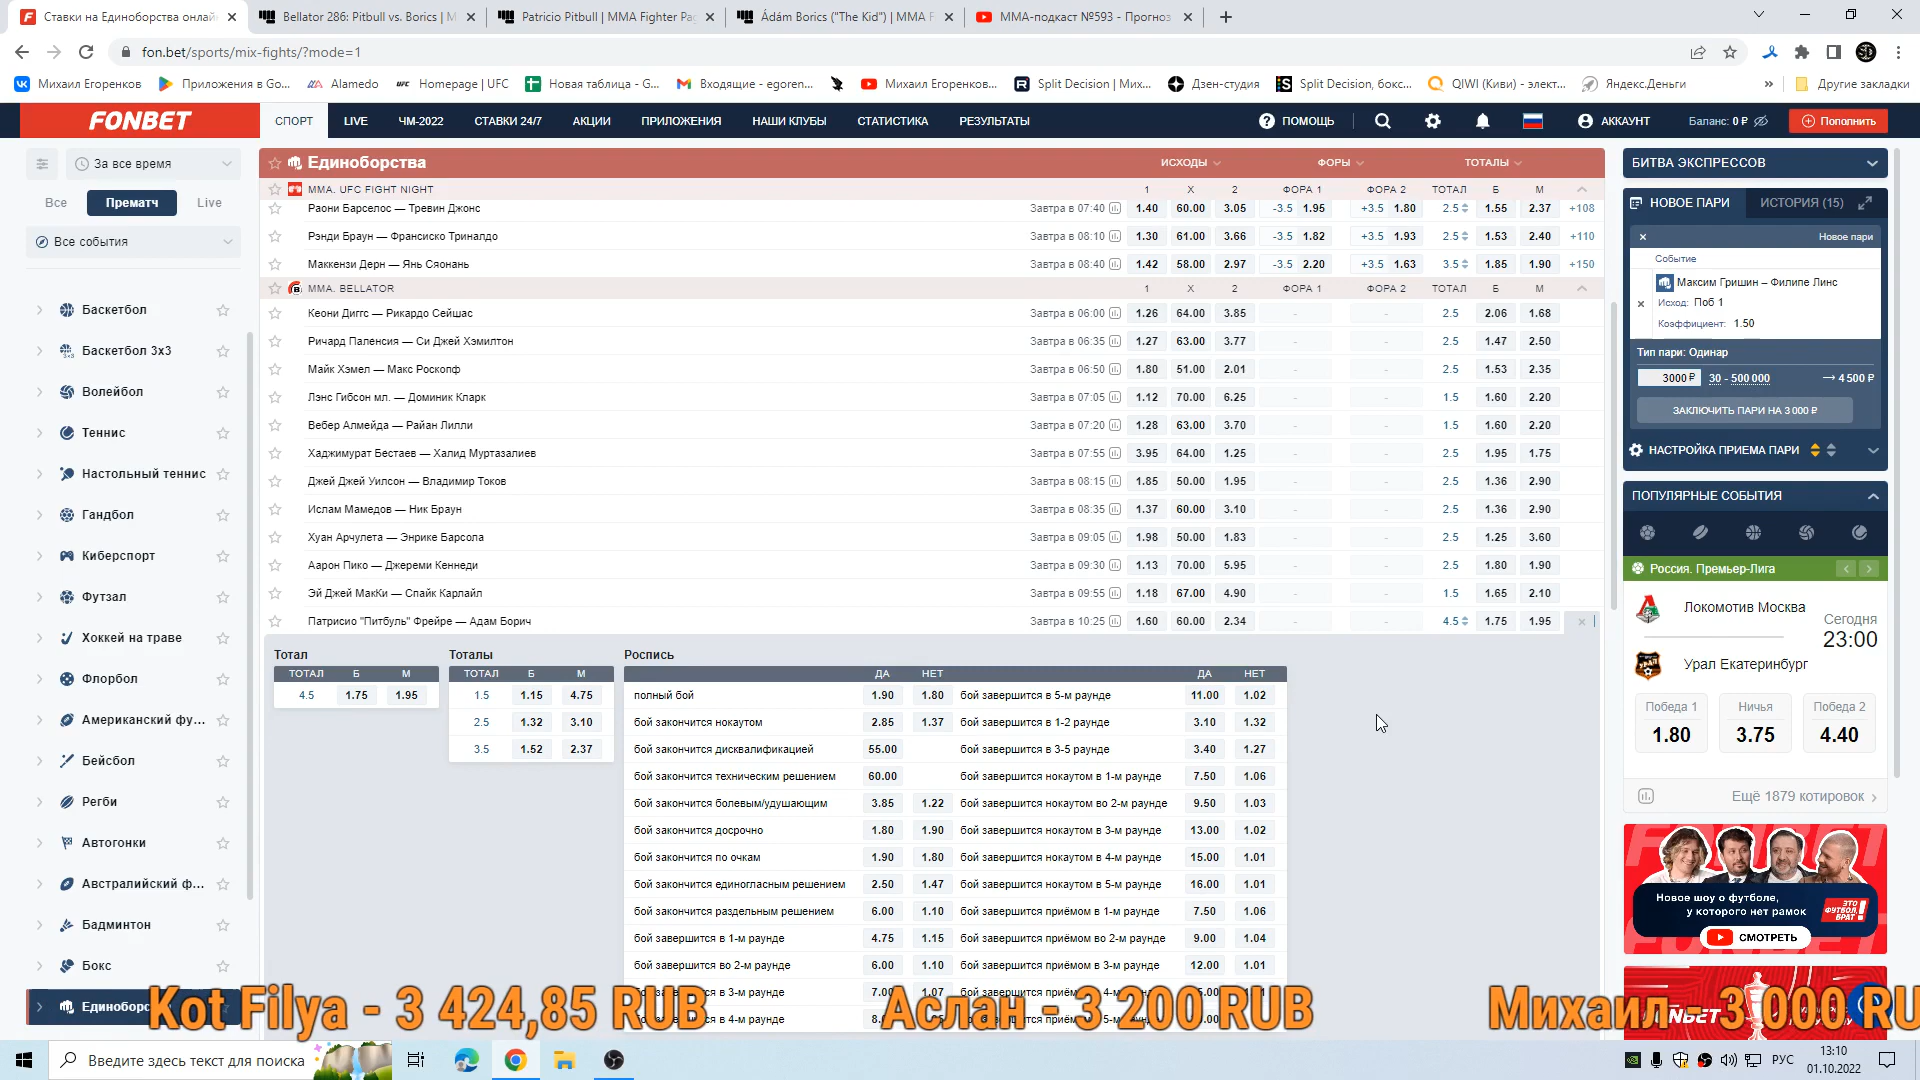 Ставки на Единоборства онлай
Bellator 286: Pitbull vs. Borics | M
Patricio Pitbull | MMA Fighter Pag
Ádám Borics ("The Kid") | MMA F
ММА-подкаст №593 - Прогноз
fon.bet/sports/mix-fights/?mode=1
Михаил Егоренков
Приложения в Go...
Alamedo
Homepage | UFC
Новая таблица - G...
Входящие - egoren...
Михаил Егоренков...
Split Decision | Мих...
Дзен-студия
Split Decision, бокс...
QIWI (Киви) - элект...
Яндекс.Деньги
»
Другие закладки
FONBET
СПОРТ
LIVE
ЧМ-2022
СТАВКИ 24/7
АКЦИИ
ПРИЛОЖЕНИЯ
НАШИ КЛУБЫ
СТАТИСТИКА
РЕЗУЛЬТАТЫ
ПОМОЩЬ
АККАУНТ
Баланс: 0 ₽
Пополнить
За все время
Все
Прематч
Live
Все события
Баскетбол
Баскетбол 3x3
Волейбол
Теннис
Настольный теннис
Гандбол
Киберспорт
Футзал
Хоккей на траве
Флорбол
Американский фу...
Бейсбол
Регби
Автогонки
Австралийский ф...
Бадминтон
Бокс
Единоборс
Единоборства ИСХОДЫ ФОРЫ ТОТАЛЫ
MMA. UFC FIGHT NIGHT 1 X 2 ФОРА 1 ФОРА 2 ТОТАЛ Б М
Раони Барселос — Тревин Джонс Завтра в 07:40 1.40 60.00 3.05 -3.5 1.95 +3.5 1.80 2.5 1.55 2.37 +108
Рэнди Браун — Франсиско Триналдо Завтра в 08:10 1.30 61.00 3.66 -3.5 1.82 +3.5 1.93 2.5 1.53 2.40 +110
Маккензи Дерн — Янь Сяонань Завтра в 08:40 1.42 58.00 2.97 -3.5 2.20 +3.5 1.63 3.5 1.85 1.90 +150
MMA. BELLATOR 1 X 2 ФОРА 1 ФОРА 2 ТОТАЛ Б М
Кеони Диггс — Рикардо Сейшас Завтра в 06:00 1.26 64.00 3.85 - - 2.5 2.06 1.68
Ричард Паленсия — Си Джей Хэмилтон Завтра в 06:35 1.27 63.00 3.77 - - 2.5 1.47 2.50
Майк Хэмел — Макс Роскопф Завтра в 06:50 1.80 51.00 2.01 - - 2.5 1.53 2.35
Лэнс Гибсон мл. — Доминик Кларк Завтра в 07:05 1.12 70.00 6.25 - - 1.5 1.60 2.20
Вебер Алмейда — Райан Лилли Завтра в 07:20 1.28 63.00 3.70 - - 1.5 1.60 2.20
Хаджимурат Бестаев — Халид Муртазалиев Завтра в 07:55 3.95 64.00 1.25 - - 2.5 1.95 1.75
Джей Джей Уилсон — Владимир Токов Завтра в 08:15 1.85 50.00 1.95 - - 2.5 1.36 2.90
Ислам Мамедов — Ник Браун Завтра в 08:35 1.37 60.00 3.10 - - 2.5 1.36 2.90
Хуан Арчулета — Энрике Барсола Завтра в 09:05 1.98 50.00 1.83 - - 2.5 1.25 3.60
Аарон Пико — Джереми Кеннеди Завтра в 09:30 1.13 70.00 5.95 - - 2.5 1.80 1.90
Эй Джей МакКи — Спайк Карлайл Завтра в 09:55 1.18 67.00 4.90 - - 1.5 1.65 2.10
Патрисио "Питбуль" Фрейре — Адам Борич Завтра в 10:25 1.60 60.00 2.34 4.5 1.75 1.95
Тотал
ТОТАЛ Б М
4.5 1.75 1.95
Тоталы
ТОТАЛ Б М
1.5 1.15 4.75
2.5 1.32 3.10
3.5 1.52 2.37
Роспись
ДА НЕТ ДА НЕТ
полный бой 1.90 1.80 бой завершится в 5-м раунде 11.00 1.02
бой закончится нокаутом 2.85 1.37 бой завершится в 1-2 раунде 3.10 1.32
бой закончится дисквалификацией 55.00 бой завершится в 3-5 раунде 3.40 1.27
бой закончится техническим решением 60.00 бой завершится нокаутом в 1-м раунде 7.50 1.06
бой закончится болевым/удушающим 3.85 1.22 бой завершится нокаутом во 2-м раунде 9.50 1.03
бой закончится досрочно 1.80 1.90 бой завершится нокаутом в 3-м раунде 13.00 1.02
бой закончится по очкам 1.90 1.80 бой завершится нокаутом в 4-м раунде 15.00 1.01
бой закончится единогласным решением 2.50 1.47 бой завершится нокаутом в 5-м раунде 16.00 1.01
бой закончится раздельным решением 6.00 1.10 бой завершится приёмом в 1-м раунде 7.50 1.06
бой завершится в 1-м раунде 4.75 1.15 бой завершится приёмом во 2-м раунде 9.00 1.04
бой завершится во 2-м раунде 6.00 1.10 бой завершится приёмом в 3-м раунде 12.00 1.01
в 3-м раунде 1.07
в 4-м раунде
БИТВА ЭКСПРЕССОВ
НОВОЕ ПАРИ
ИСТОРИЯ (15)
Новое пари
Событие
Максим Гришин – Филипе Линс
Исход: Поб 1
Коэффициент: 1.50
Тип пари: Одинар
3000 ₽ 30 - 500 000 → 4 500 ₽
ЗАКЛЮЧИТЬ ПАРИ НА 3 000 ₽
НАСТРОЙКА ПРИЕМА ПАРИ
ПОПУЛЯРНЫЕ СОБЫТИЯ
Россия. Премьер-Лига
Локомотив Москва
Сегодня
23:00
Урал Екатеринбург
Победа 1 Ничья Победа 2
1.80 3.75 4.40
Ещё 1879 котировок
FONBET
Новое шоу о футболе,
у которого нет рамок
ЭТО ФУТБОЛ, БРАТ!
СМОТРЕТЬ
Kot Filya - 3 424,85 RUB
Аслан - 3 200 RUB
Михаил - 3 000 RU
Введите здесь текст для поиска
РУС
13:10
01.10.2022